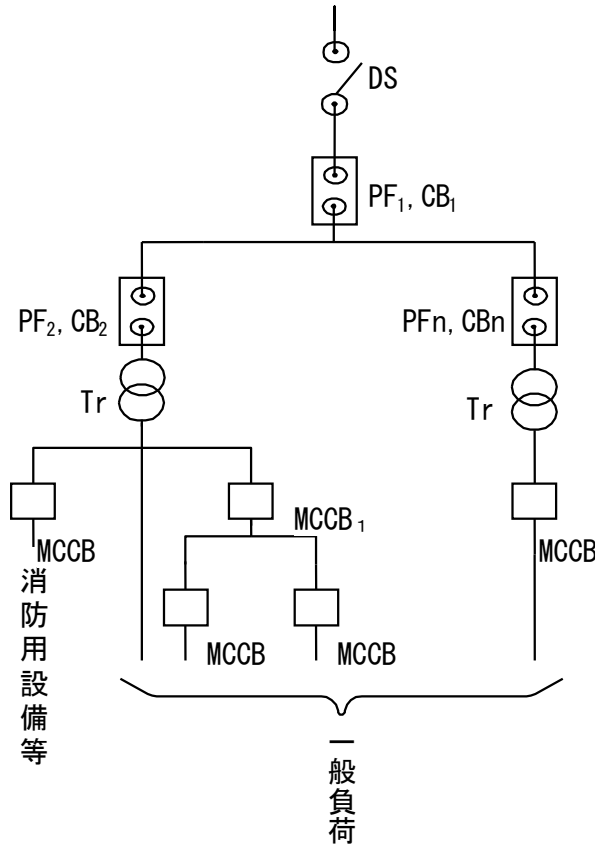 DS
PF₁, CB₁
PF₂, CB₂
PFn, CBn
Tr
Tr
MCCB₁
MCCB
MCCB
MCCB
MCCB
消防用設備等
一般負荷